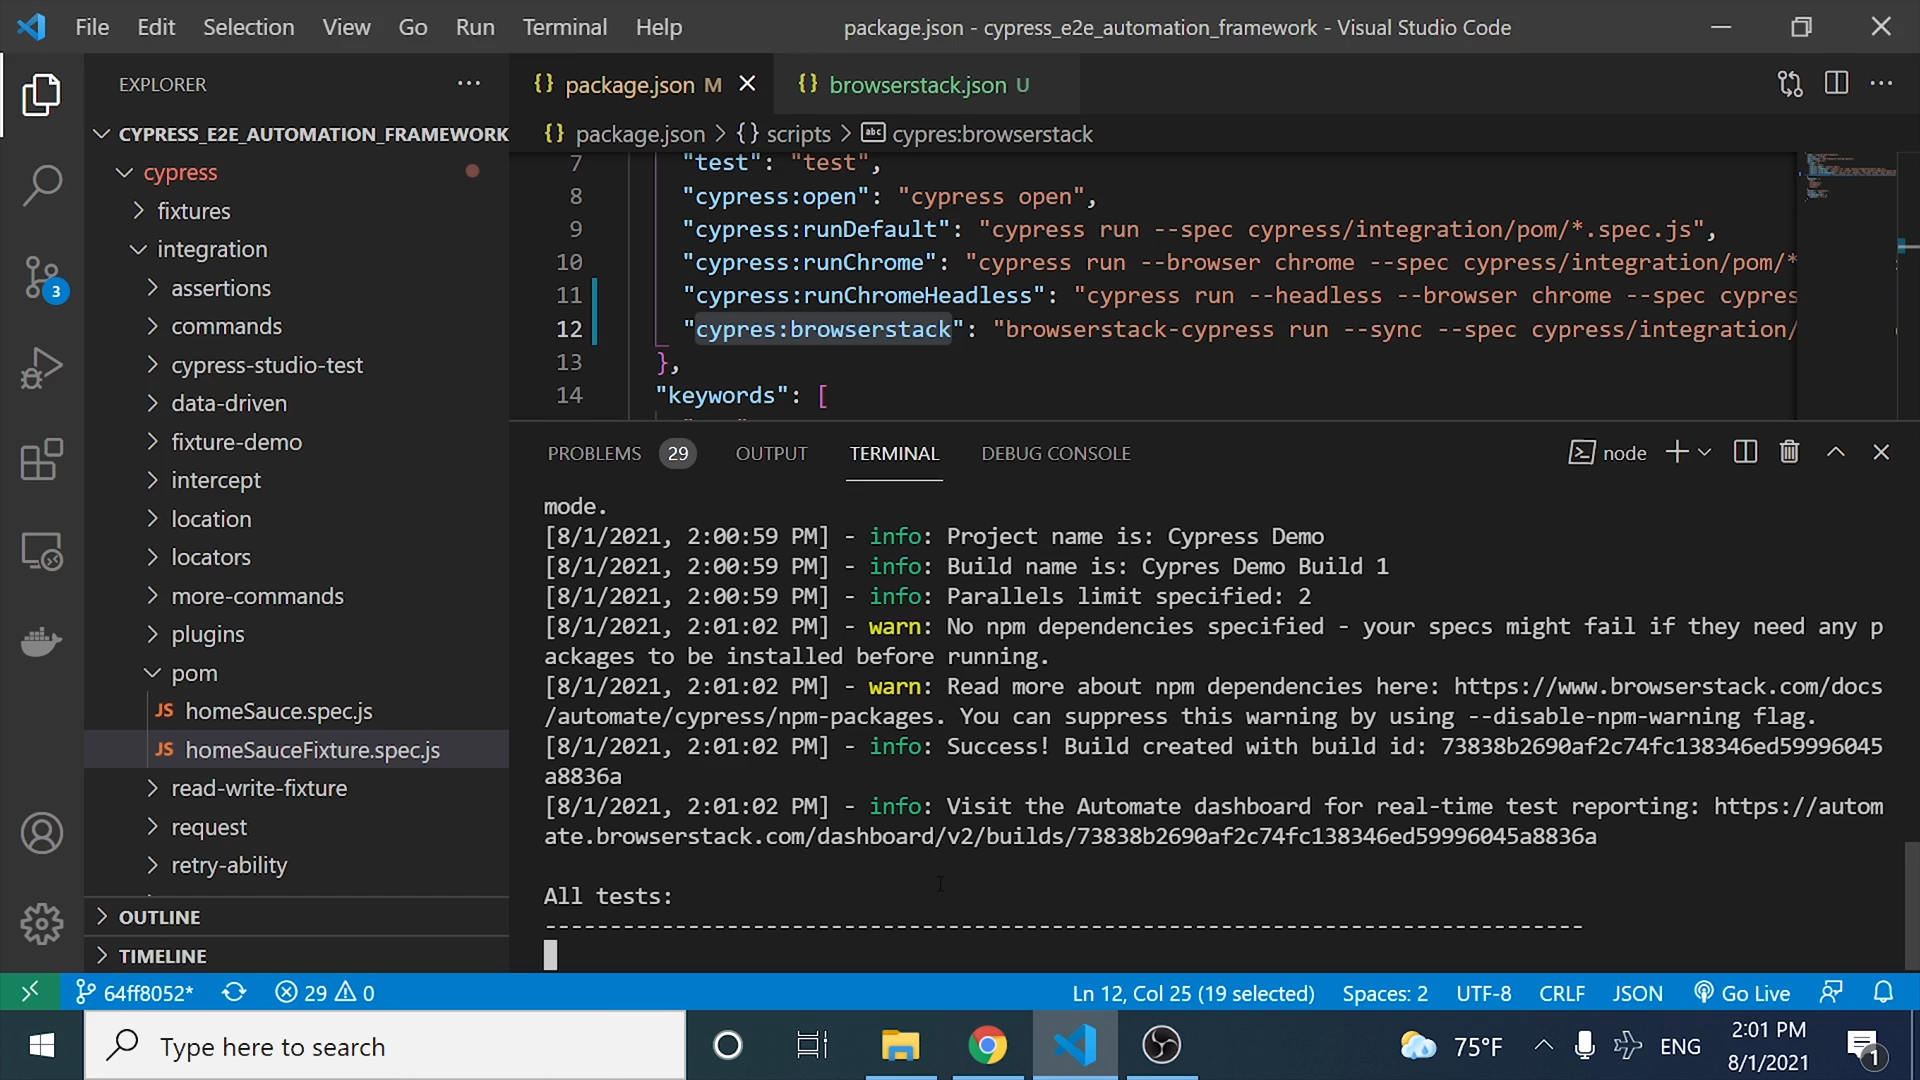 File Edit Selection View Go Run Terminal Help package.json - cypress_e2e_automation_framework - Visual Studio Code
EXPLORER
CYPRESS_E2E_AUTOMATION_FRAMEWORK
cypress
fixtures
integration
assertions
commands
cypress-studio-test
data-driven
fixture-demo
intercept
location
locators
more-commands
plugins
pom
JS homeSauce.spec.js
JS homeSauceFixture.spec.js
read-write-fixture
request
retry-ability
OUTLINE
TIMELINE
3
{} package.json M {} browserstack.json U
{} package.json > {} scripts > abc cypres:browserstack
7 "test": "test",
8 "cypress:open": "cypress open",
9 "cypress:runDefault": "cypress run --spec cypress/integration/pom/*.spec.js",
10 "cypress:runChrome": "cypress run --browser chrome --spec cypress/integration/pom/*
11 "cypress:runChromeHeadless": "cypress run --headless --browser chrome --spec cypres
12 "cypres:browserstack": "browserstack-cypress run --sync --spec cypress/integration/
13 },
14 "keywords": [
PROBLEMS 29 OUTPUT TERMINAL DEBUG CONSOLE node
mode.
[8/1/2021, 2:00:59 PM] - info: Project name is: Cypress Demo
[8/1/2021, 2:00:59 PM] - info: Build name is: Cypres Demo Build 1
[8/1/2021, 2:00:59 PM] - info: Parallels limit specified: 2
[8/1/2021, 2:01:02 PM] - warn: No npm dependencies specified - your specs might fail if they need any p
ackages to be installed before running.
[8/1/2021, 2:01:02 PM] - warn: Read more about npm dependencies here: https://www.browserstack.com/docs
/automate/cypress/npm-packages. You can suppress this warning by using --disable-npm-warning flag.
[8/1/2021, 2:01:02 PM] - info: Success! Build created with build id: 73838b2690af2c74fc138346ed59996045
a8836a
[8/1/2021, 2:01:02 PM] - info: Visit the Automate dashboard for real-time test reporting: https://autom
ate.browserstack.com/dashboard/v2/builds/73838b2690af2c74fc138346ed59996045a8836a
All tests:
--------------------------------------------------------------------------------
64ff8052* 29 0 Ln 12, Col 25 (19 selected) Spaces: 2 UTF-8 CRLF JSON Go Live
Type here to search 75°F ENG 2:01 PM
8/1/2021 1